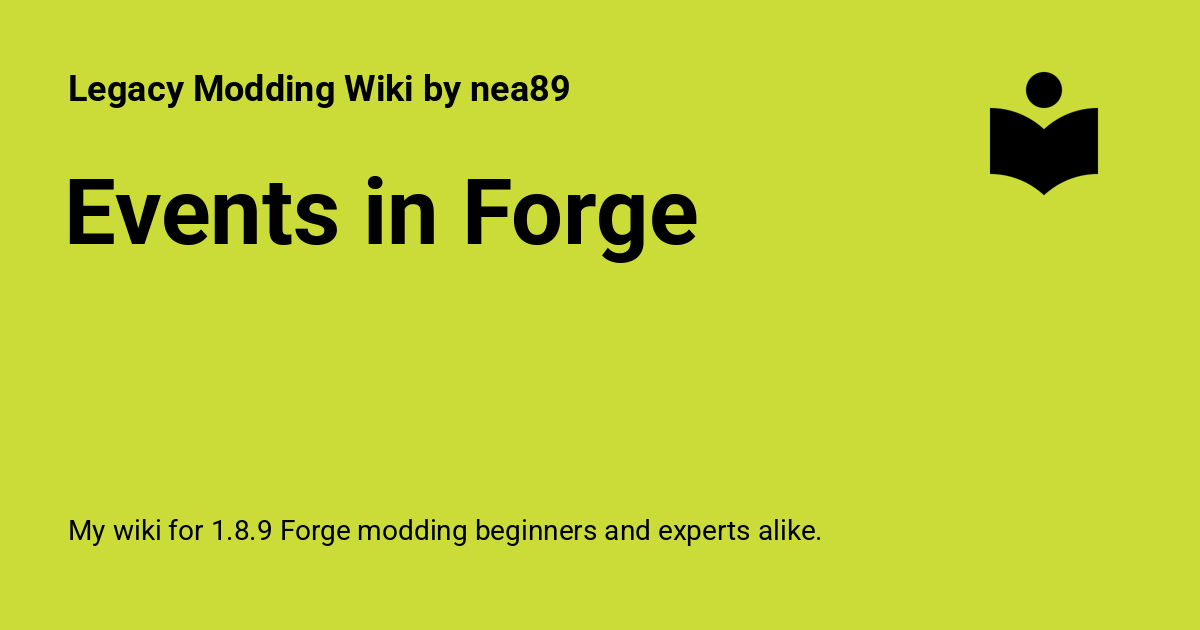 Legacy Modding Wiki by nea89
Events in Forge
My wiki for 1.8.9 Forge modding beginners and experts alike.